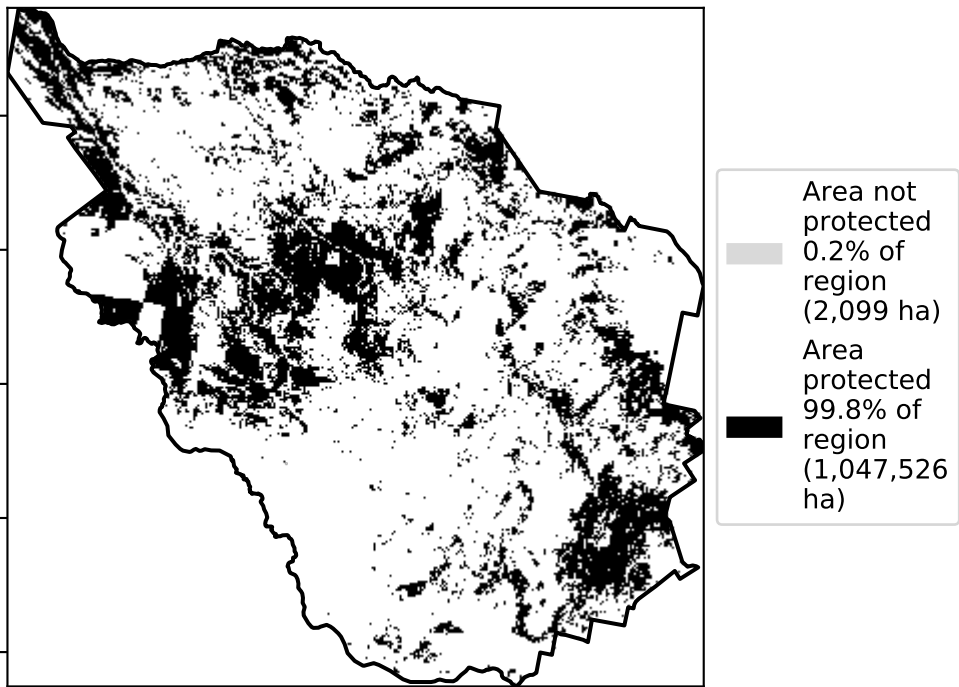 Area not
protected
0.2% of
region
(2,099 ha)
Area
protected
99.8% of
region
(1,047,526
ha)